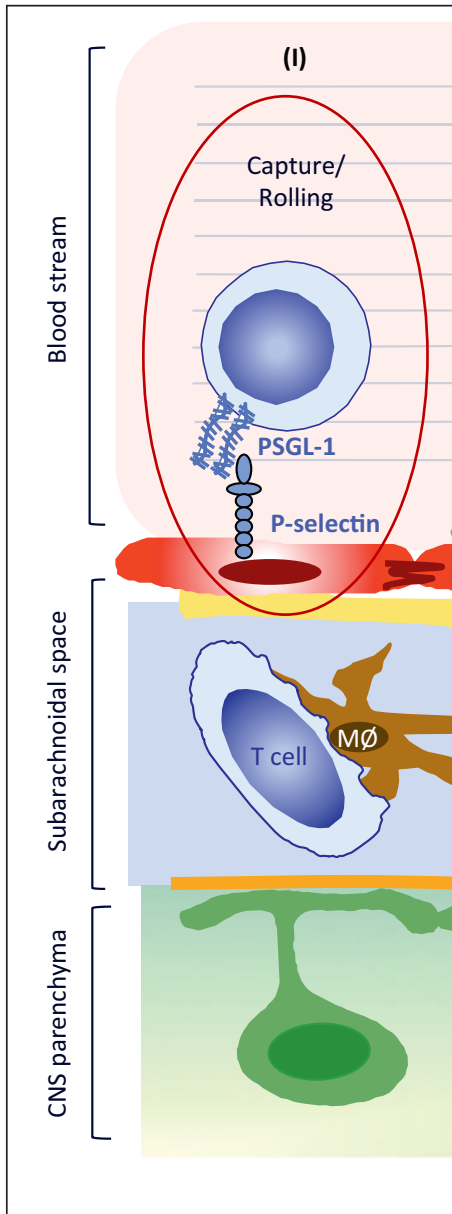 (I)
Capture/
Rolling
Blood stream
PSGL-1
P-selectin
Subarachnoidal space
T cell
MØ
CNS parenchyma